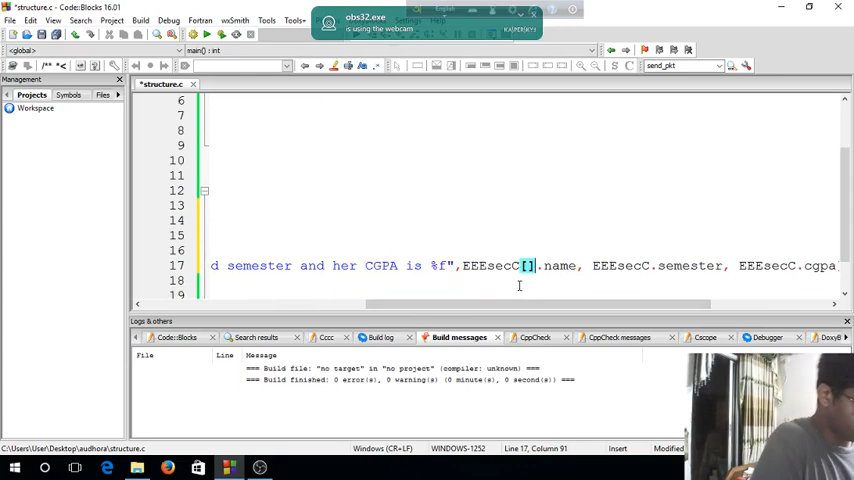 *structure.c - Code::Blocks 16.01
File Edit View Search Project Build Debug Fortran wxSmith Tools Tools+
obs32.exe
is using the webcam
KASPERSKY
English
Settings
<global> main() : int
/** *<
send_pkt
S C
Management
Projects Symbols Files
Workspace
*structure.c
6
7
8
9
10
11
12
13
14
15
16
17 d semester and her CGPA is %f",EEEsecC[].name, EEEsecC.semester, EEEsecC.cgpa
18
19
Logs & others
Code::Blocks Search results Cccc Build log Build messages CppCheck CppCheck messages Cscope Debugger DoxyB
File Line Message
=== Build file: "no target" in "no project" (compiler: unknown) ===
=== Build finished: 0 error(s), 0 warning(s) (0 minute(s), 0 second(s)) ===
C:\Users\User\Desktop\audhora\structure.c Windows (CR+LF) WINDOWS-1252 Line 17, Column 91 Insert